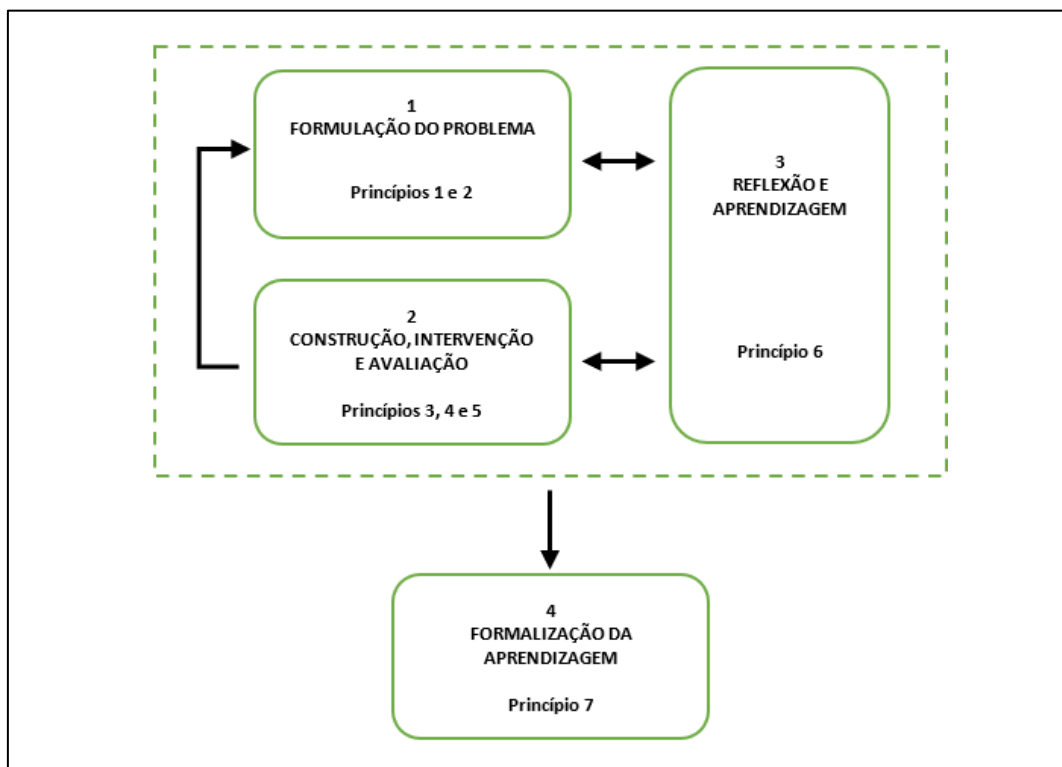 1
FORMULAÇÃO DO PROBLEMA
Princípios 1 e 2
2
CONSTRUÇÃO, INTERVENÇÃO
E AVALIAÇÃO
Princípios 3, 4 e 5
3
REFLEXÃO E
APRENDIZAGEM
Princípio 6
4
FORMALIZAÇÃO DA
APRENDIZAGEM
Princípio 7